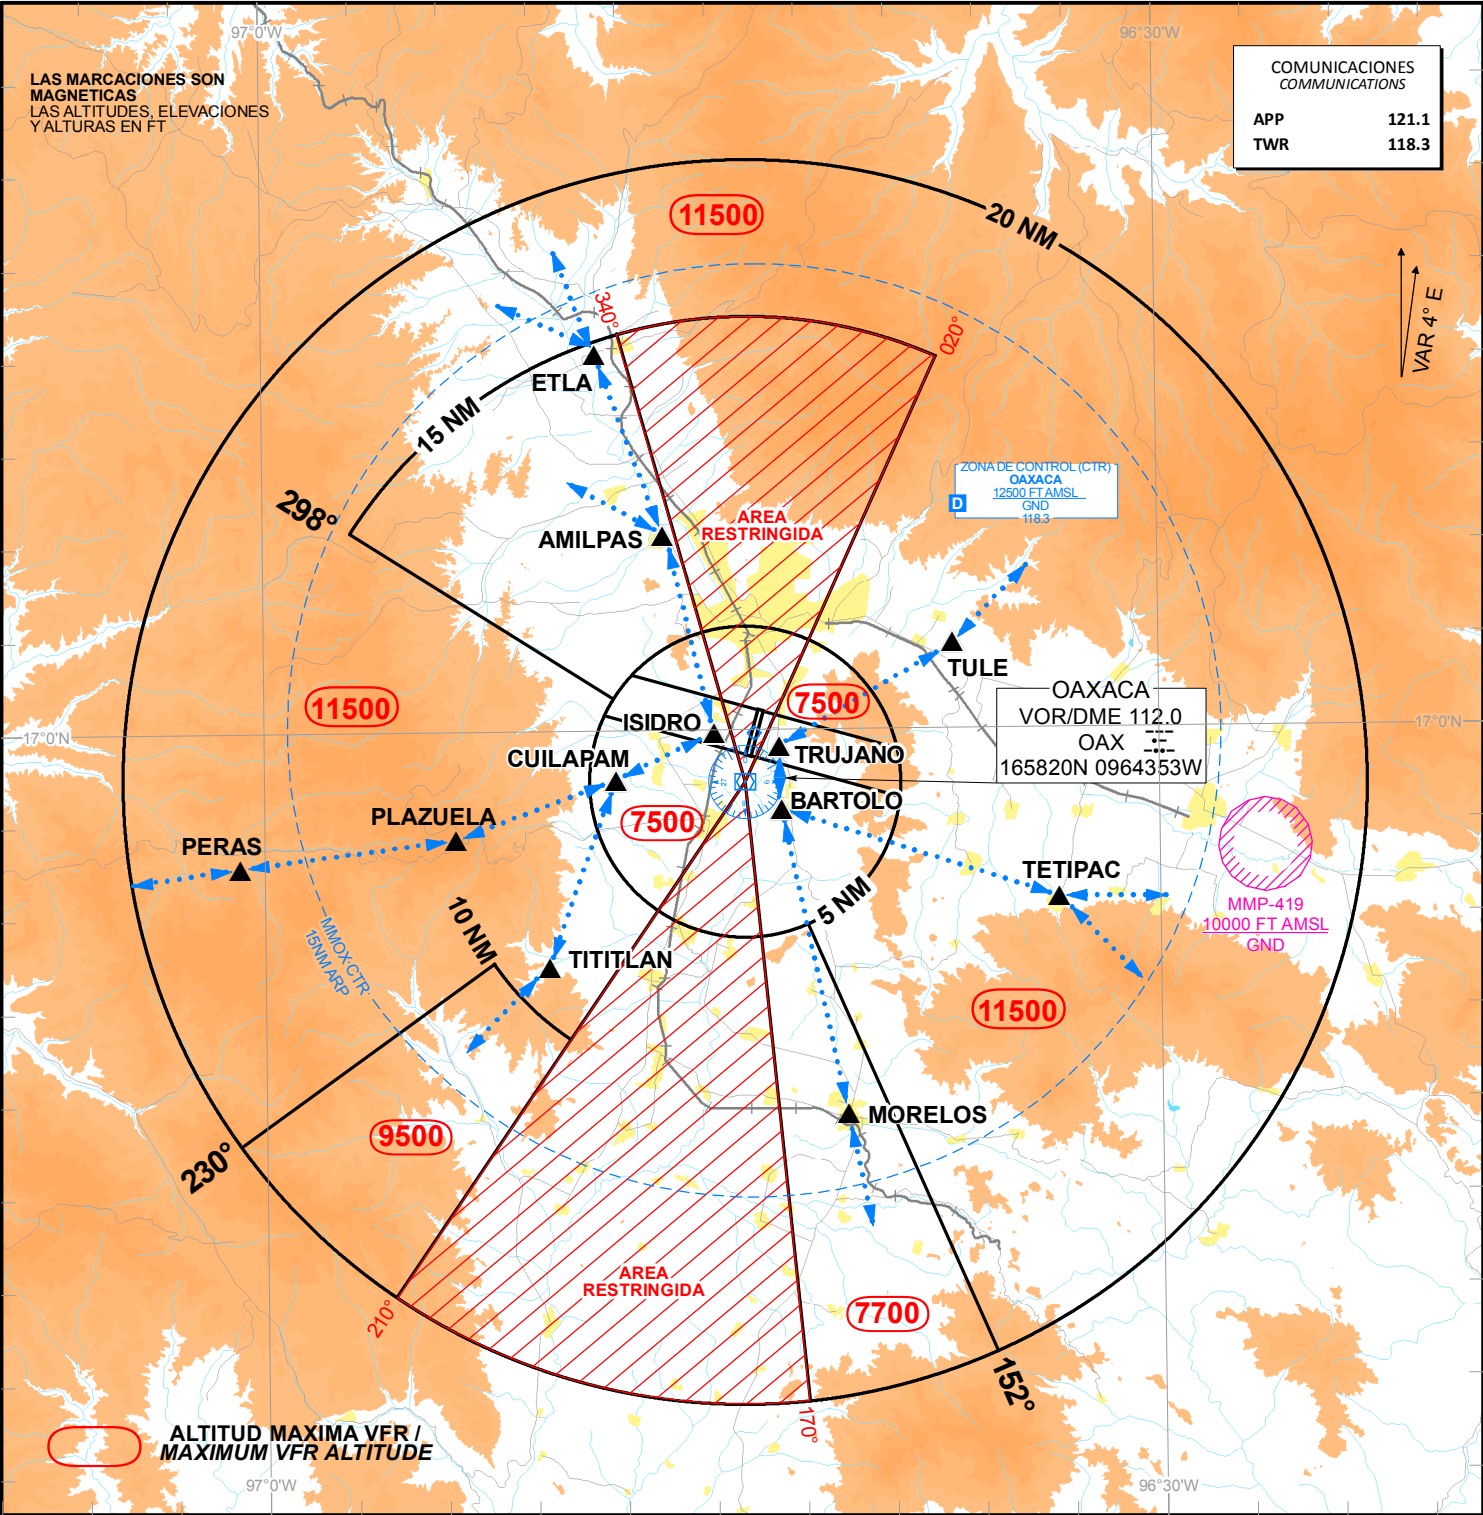 97°0'W
96°30'W
LAS MARCACIONES SON
MAGNETICAS
LAS ALTITUDES, ELEVACIONES
Y ALTURAS EN FT
COMUNICACIONES
COMMUNICATIONS
APP 121.1
TWR 118.3
11500
20 NM
VAR 4° E
340°
020°
ETLA
15 NM
298°
ZONA DE CONTROL (CTR)
OAXACA
12500 FT AMSL
GND
118.3
D
AREA
RESTRINGIDA
AMILPAS
TULE
OAXACA
VOR/DME 112.0
OAX
165820N 0964353W
11500
7500
ISIDRO
17°0'N
17°0'N
TRUJANO
CUILAPAM
BARTOLO
7500
PLAZUELA
PERAS
TETIPAC
5 NM
MMP-419
10000 FT AMSL
GND
10 NM
MMOX CTR
15NM ARP
TITITLAN
11500
MORELOS
9500
230°
AREA
RESTRINGIDA
7700
210°
152°
170°
ALTITUD MAXIMA VFR /
MAXIMUM VFR ALTITUDE
97°0'W
96°30'W